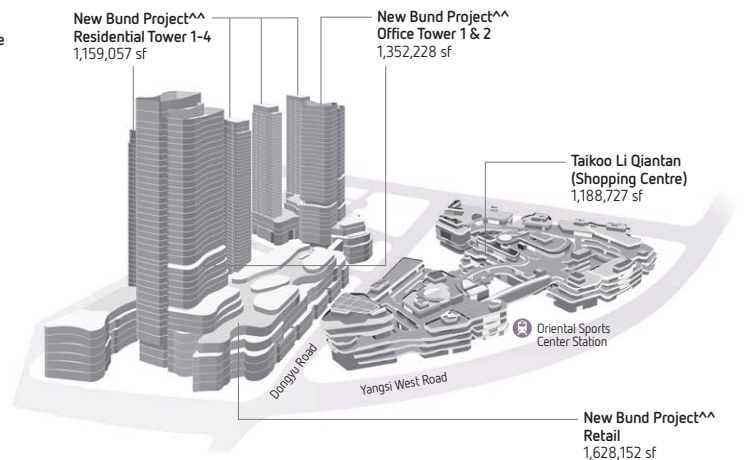 New Bund Project^^
Residential Tower 1-4
1,159,057 sf
New Bund Project^^
Office Tower 1 & 2
1,352,228 sf
e
Taikoo Li Qiantan
(Shopping Centre)
1,188,727 sf
Oriental Sports
Center Station
Dongyu Road
Yangsi West Road
New Bund Project^^
Retail
1,628,152 sf